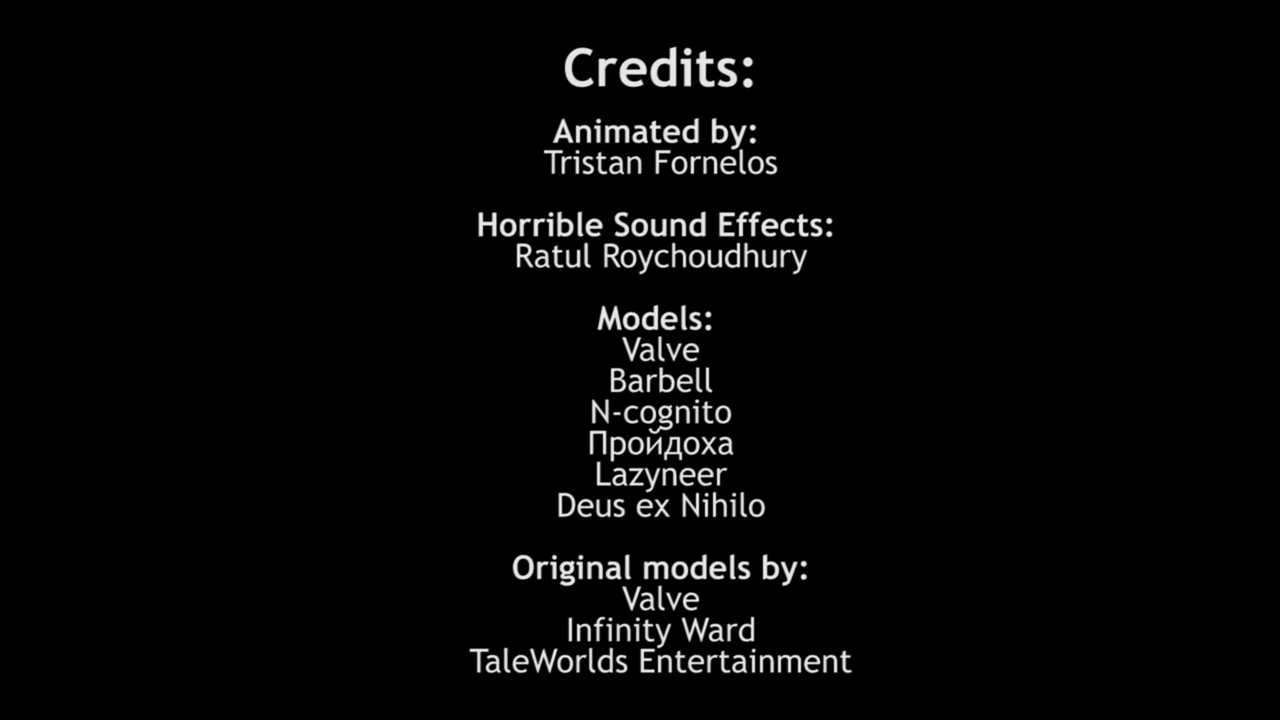 Credits:
Animated by:
Tristan Fornelos
Horrible Sound Effects:
Ratul Roychoudhury
Models:
Valve
Barbell
N-cognito
Пройдоха
Lazyneer
Deus ex Nihilo
Original models by:
Valve
Infinity Ward
TaleWorlds Entertainment